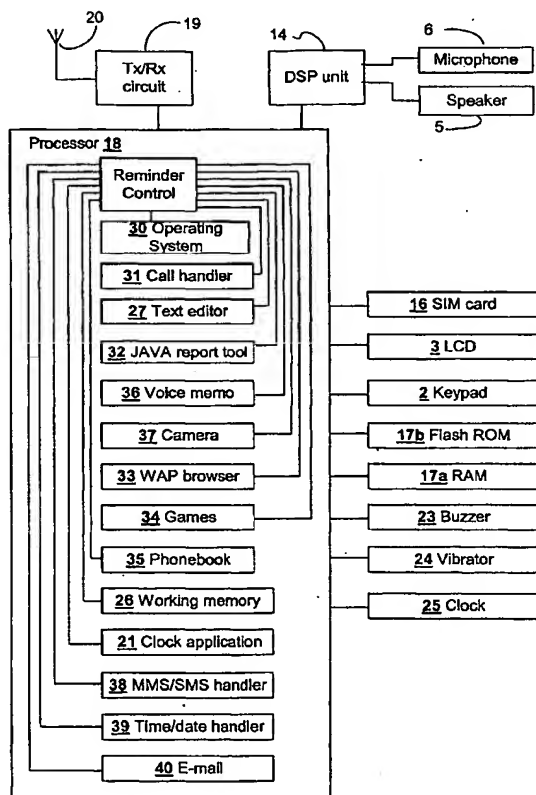 20
19
14
6
Tx/Rx
circuit
DSP unit
Microphone
Speaker
5
Processor 18
Reminder
Control
30 Operating
System
31 Call handler
27 Text editor
32 JAVA report tool
36 Voice memo
37 Camera
33 WAP browser
34 Games
35 Phonebook
26 Working memory
21 Clock application
38 MMS/SMS handler
39 Time/date handler
40 E-mail
16 SIM card
3 LCD
2 Keypad
17b Flash ROM
17a RAM
23 Buzzer
24 Vibrator
25 Clock